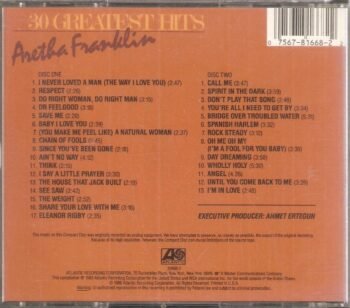 30 GREATEST HITS
Aretha Franklin
0 7567-81668-2
DISC ONE
1. I NEVER LOVED A MAN (THE WAY I LOVE YOU) (2:47)
2. RESPECT (2:26)
3. DO RIGHT WOMAN, DO RIGHT MAN (3:15)
4. DR FEELGOOD (3:18)
5. SAVE ME (2:20)
6. BABY I LOVE YOU (2:39)
7. (YOU MAKE ME FEEL LIKE) A NATURAL WOMAN (2:37)
8. CHAIN OF FOOLS (2:45)
9. SINCE YOU'VE BEEN GONE (2:18)
10. AIN'T NO WAY (4:12)
11. THINK (2:15)
12. I SAY A LITTLE PRAYER (3:30)
13. THE HOUSE THAT JACK BUILT (2:18)
14. SEE SAW (2:42)
15. THE WEIGHT (2:52)
16. SHARE YOUR LOVE WITH ME (3:18)
17. ELEANOR RIGBY (2:35)
DISC TWO
1. CALL ME (3:18)
2. SPIRIT IN THE DARK (3:59)
3. DON'T PLAY THAT SONG (2:48)
4. YOU'RE ALL I NEED TO GET BY (3:34)
5. BRIDGE OVER TROUBLED WATER (5:31)
6. SPANISH HARLEM (3:30)
7. ROCK STEADY (3:12)
8. OH ME OH MY
(I'M A FOOL FOR YOU BABY) (3:39)
9. DAY DREAMING (3:58)
10. WHOLLY HOLY (5:30)
11. ANGEL (4:26)
12. UNTIL YOU COME BACK TO ME (3:25)
13. I'M IN LOVE (2:48)
EXECUTIVE PRODUCER: AHMET ERTEGUN
ATLANTIC